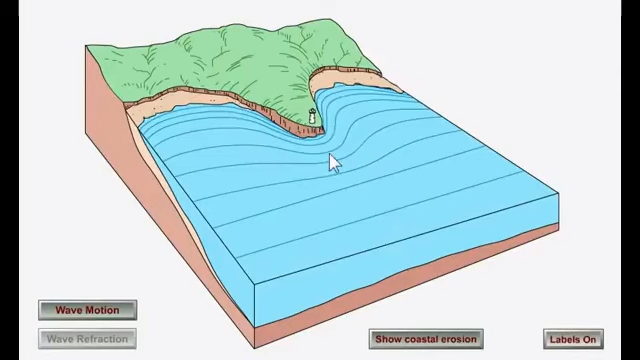 Wave Motion
Wave Refraction
Show coastal erosion
Labels On